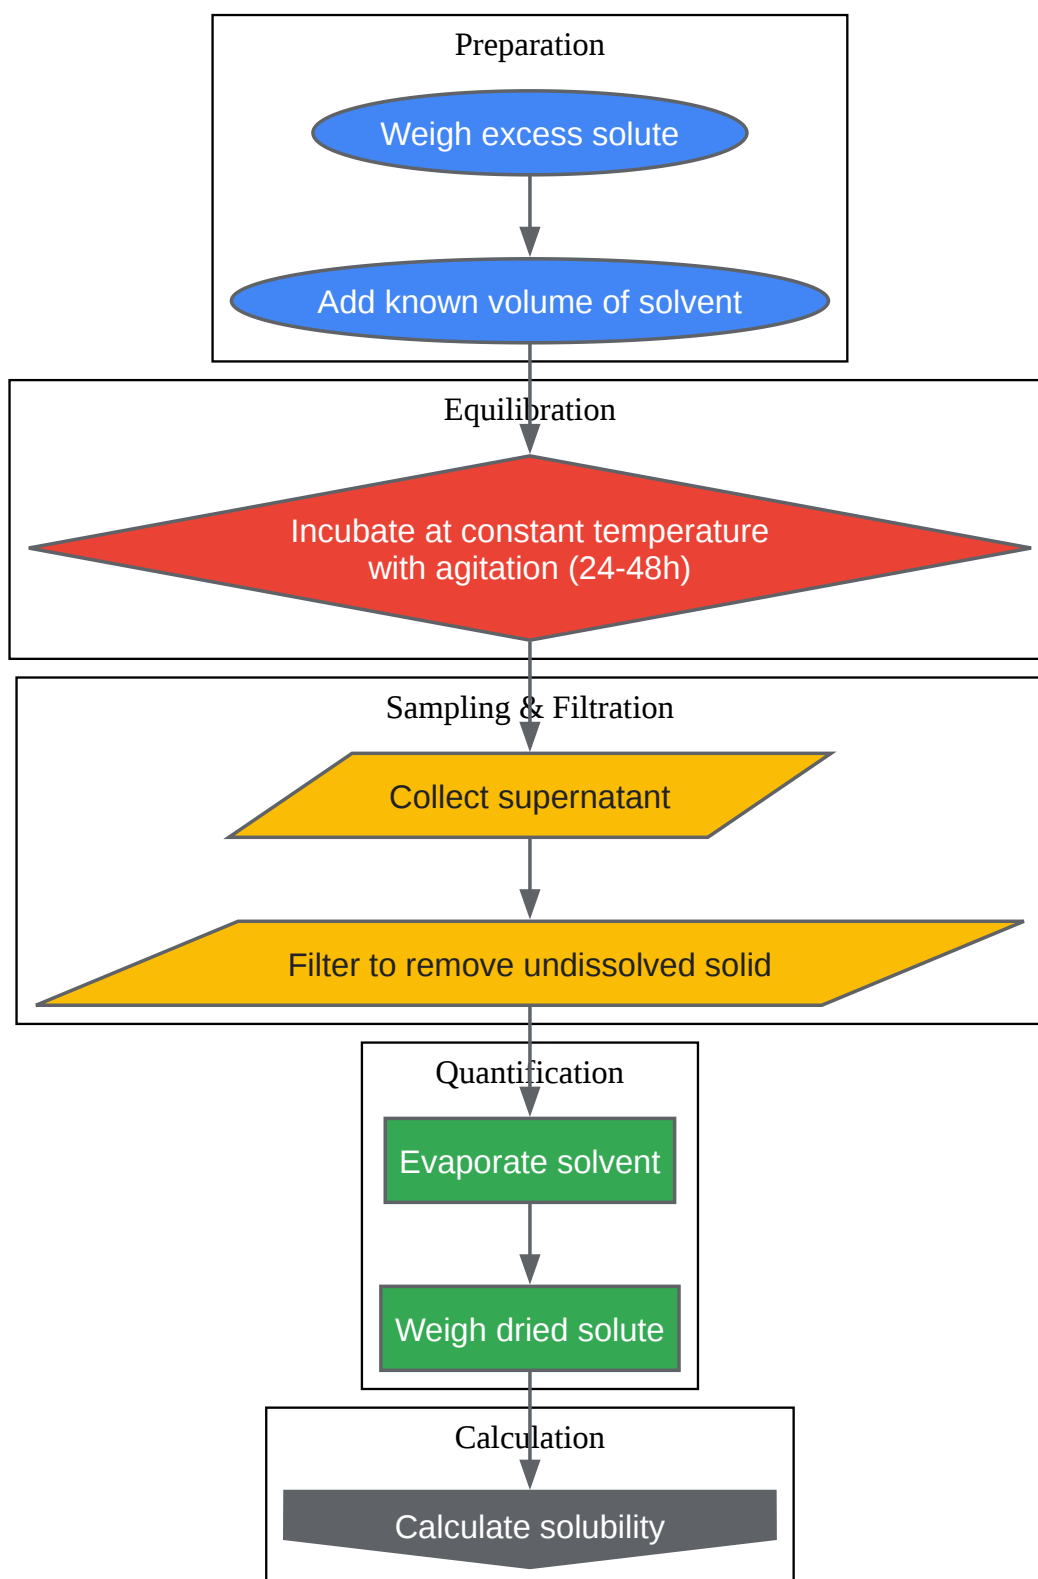 Preparation
Weigh excess solute
Add known volume of solvent
Equilibration
Incubate at constant temperature
with agitation (24-48h)
Sampling & Filtration
Collect supernatant
Filter to remove undissolved solid
Quantification
Evaporate solvent
Weigh dried solute
Calculation
Calculate solubility